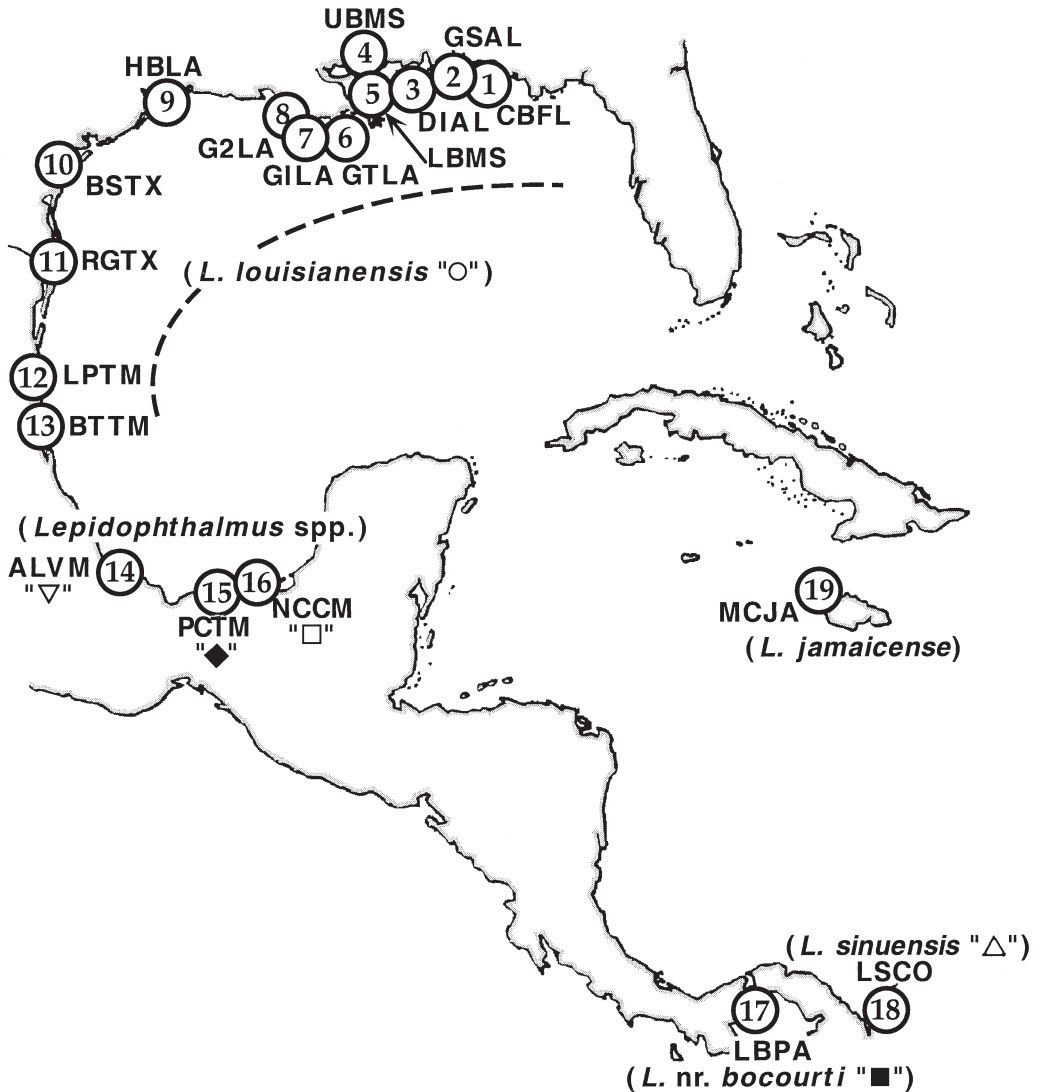 UBMS
4
GSAL
HBLA
9
5
3
2
1
8
7
6
DIAL
CBFL
G2LA
LBMS
GILA GTLA
10
BSTX
11
RGTX
(L. louisianensis "○")
12
LPTM
13
BTTM
(Lepidophthalmus spp.)
ALVM
"▽"
14
15
16
PCTM
"◆"
NCCM
"□"
19
MCJA
(L. jamaicense)
(L. sinuensis "△")
LSCO
17
18
LBPA
(L. nr. bocourti "■")